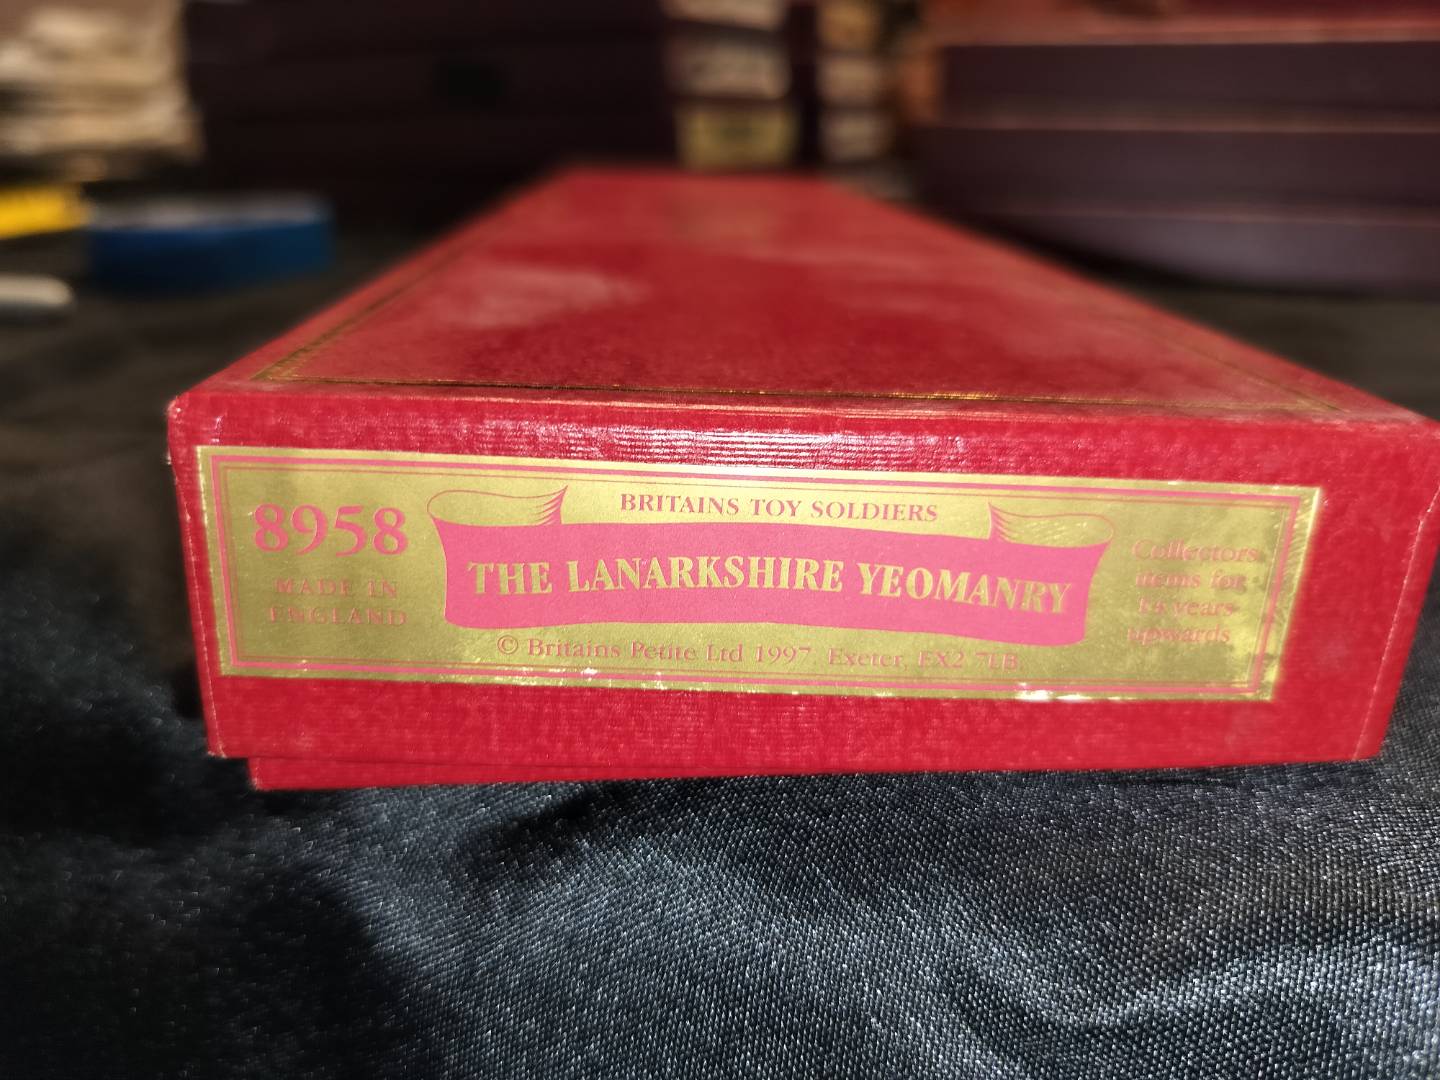 8958
MADE IN
ENGLAND
BRITAINS TOY SOLDIERS
THE LANARKSHIRE YEOMANRY
© Britains Petite Ltd 1997. Exeter, EX2 7LB.
Collectors
items for
14 years
upwards